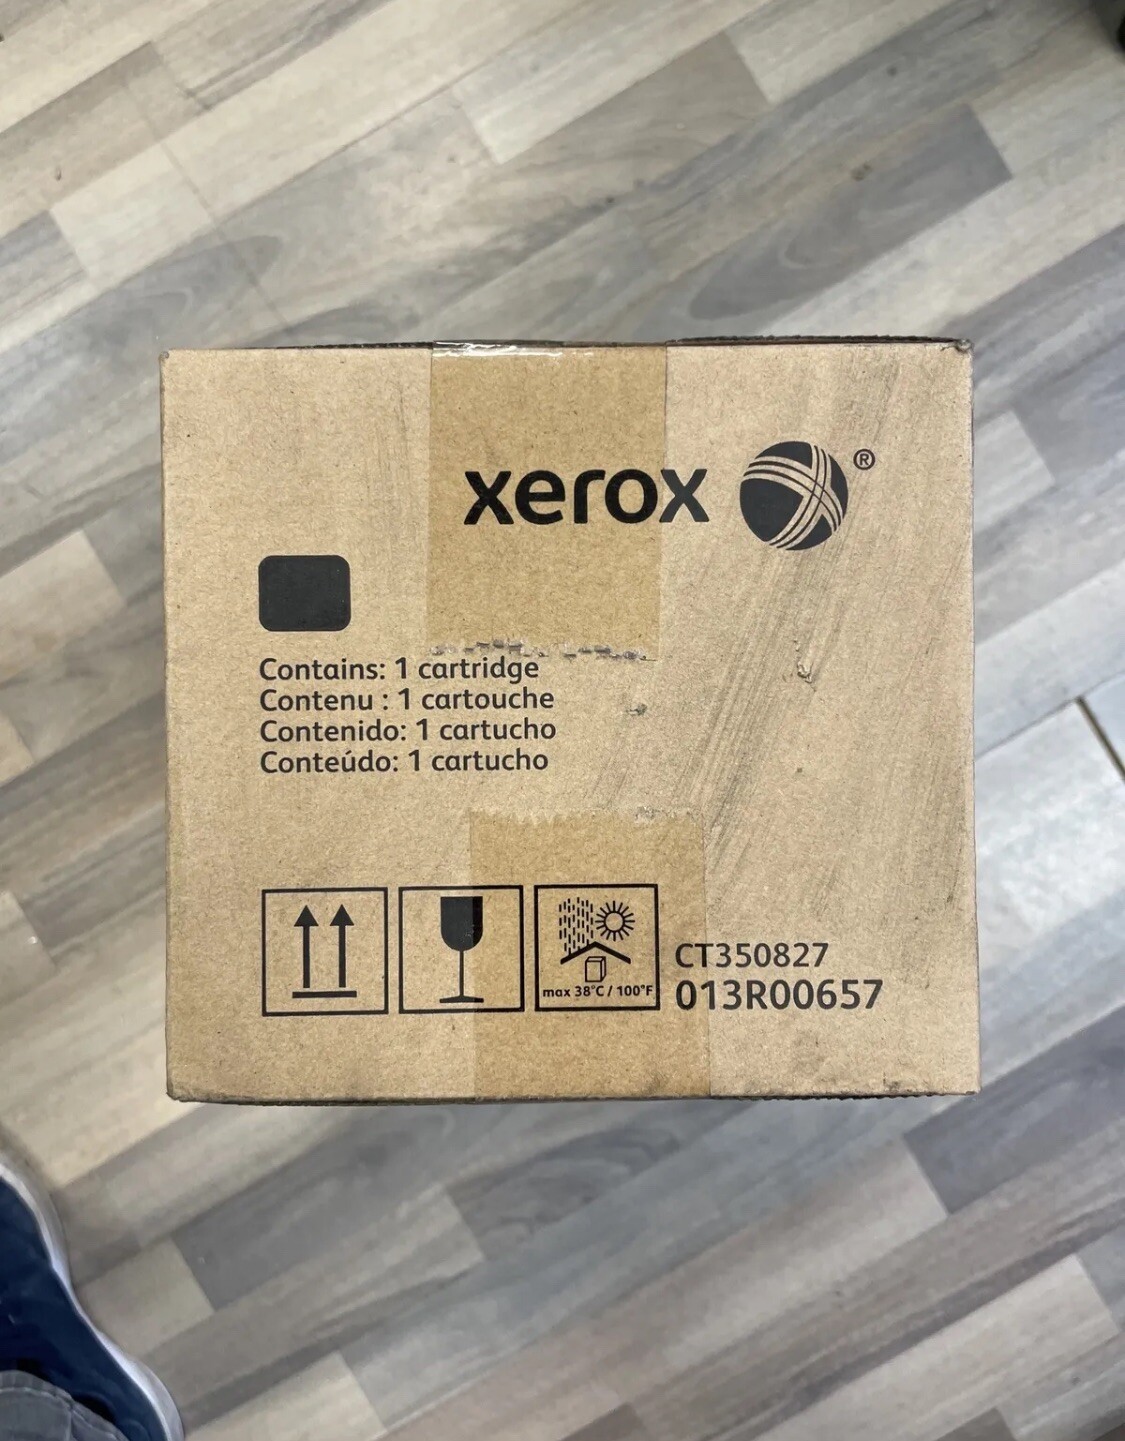 xerox ®
Contains: 1 cartridge
Contenu : 1 cartouche
Contenido: 1 cartucho
Conteúdo: 1 cartucho
max 38°C / 100°F
CT350827
013R00657